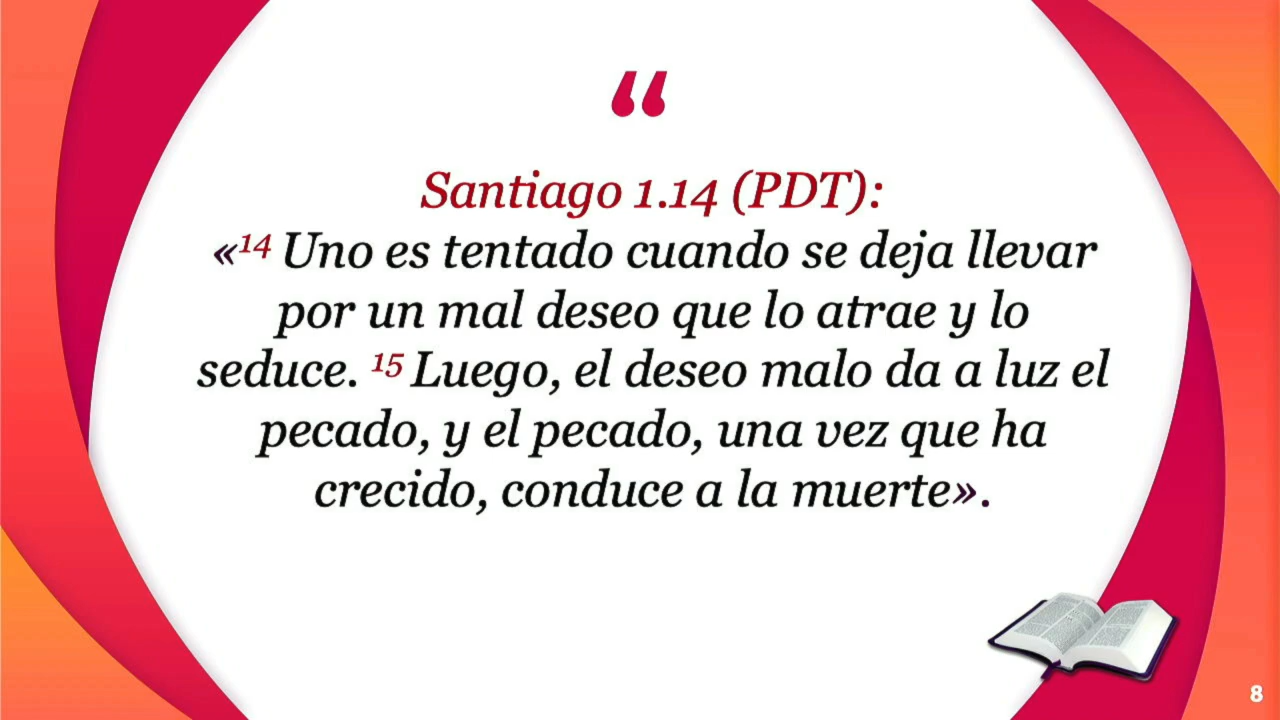 “
Santiago 1.14 (PDT):
«14 Uno es tentado cuando se deja llevar
por un mal deseo que lo atrae y lo
seduce. 15 Luego, el deseo malo da a luz el
pecado, y el pecado, una vez que ha
crecido, conduce a la muerte».
8